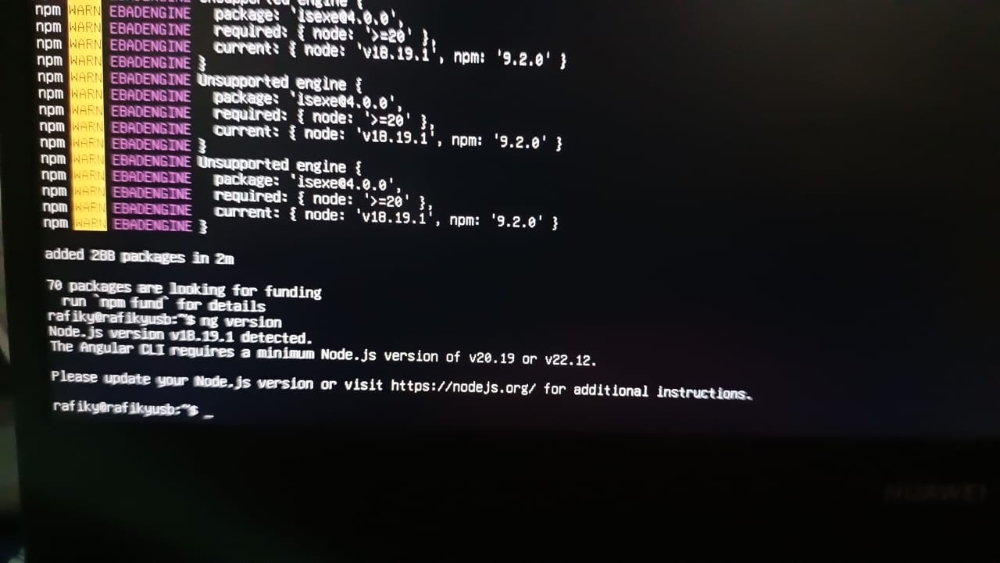 Unsupported engine {
npm WARN EBADENGINE   package: 'isexe@4.0.0',
npm WARN EBADENGINE   required: { node: '>=20' },
npm WARN EBADENGINE   current: { node: 'v18.19.1', npm: '9.2.0' }
npm WARN EBADENGINE }
npm WARN EBADENGINE Unsupported engine {
npm WARN EBADENGINE   package: 'isexe@4.0.0',
npm WARN EBADENGINE   required: { node: '>=20' },
npm WARN EBADENGINE   current: { node: 'v18.19.1', npm: '9.2.0' }
npm WARN EBADENGINE }
npm WARN EBADENGINE Unsupported engine {
npm WARN EBADENGINE   package: 'isexe@4.0.0',
npm WARN EBADENGINE   required: { node: '>=20' },
npm WARN EBADENGINE   current: { node: 'v18.19.1', npm: '9.2.0' }
npm WARN EBADENGINE }
added 288 packages in 2m
70 packages are looking for funding
  run `npm fund` for details
rafiky@rafikyusb:~$ ng version
Node.js version v18.19.1 detected.
The Angular CLI requires a minimum Node.js version of v20.19 or v22.12.
Please update your Node.js version or visit https://nodejs.org/ for additional instructions.
rafiky@rafikyusb:~$ _
HUAWEI